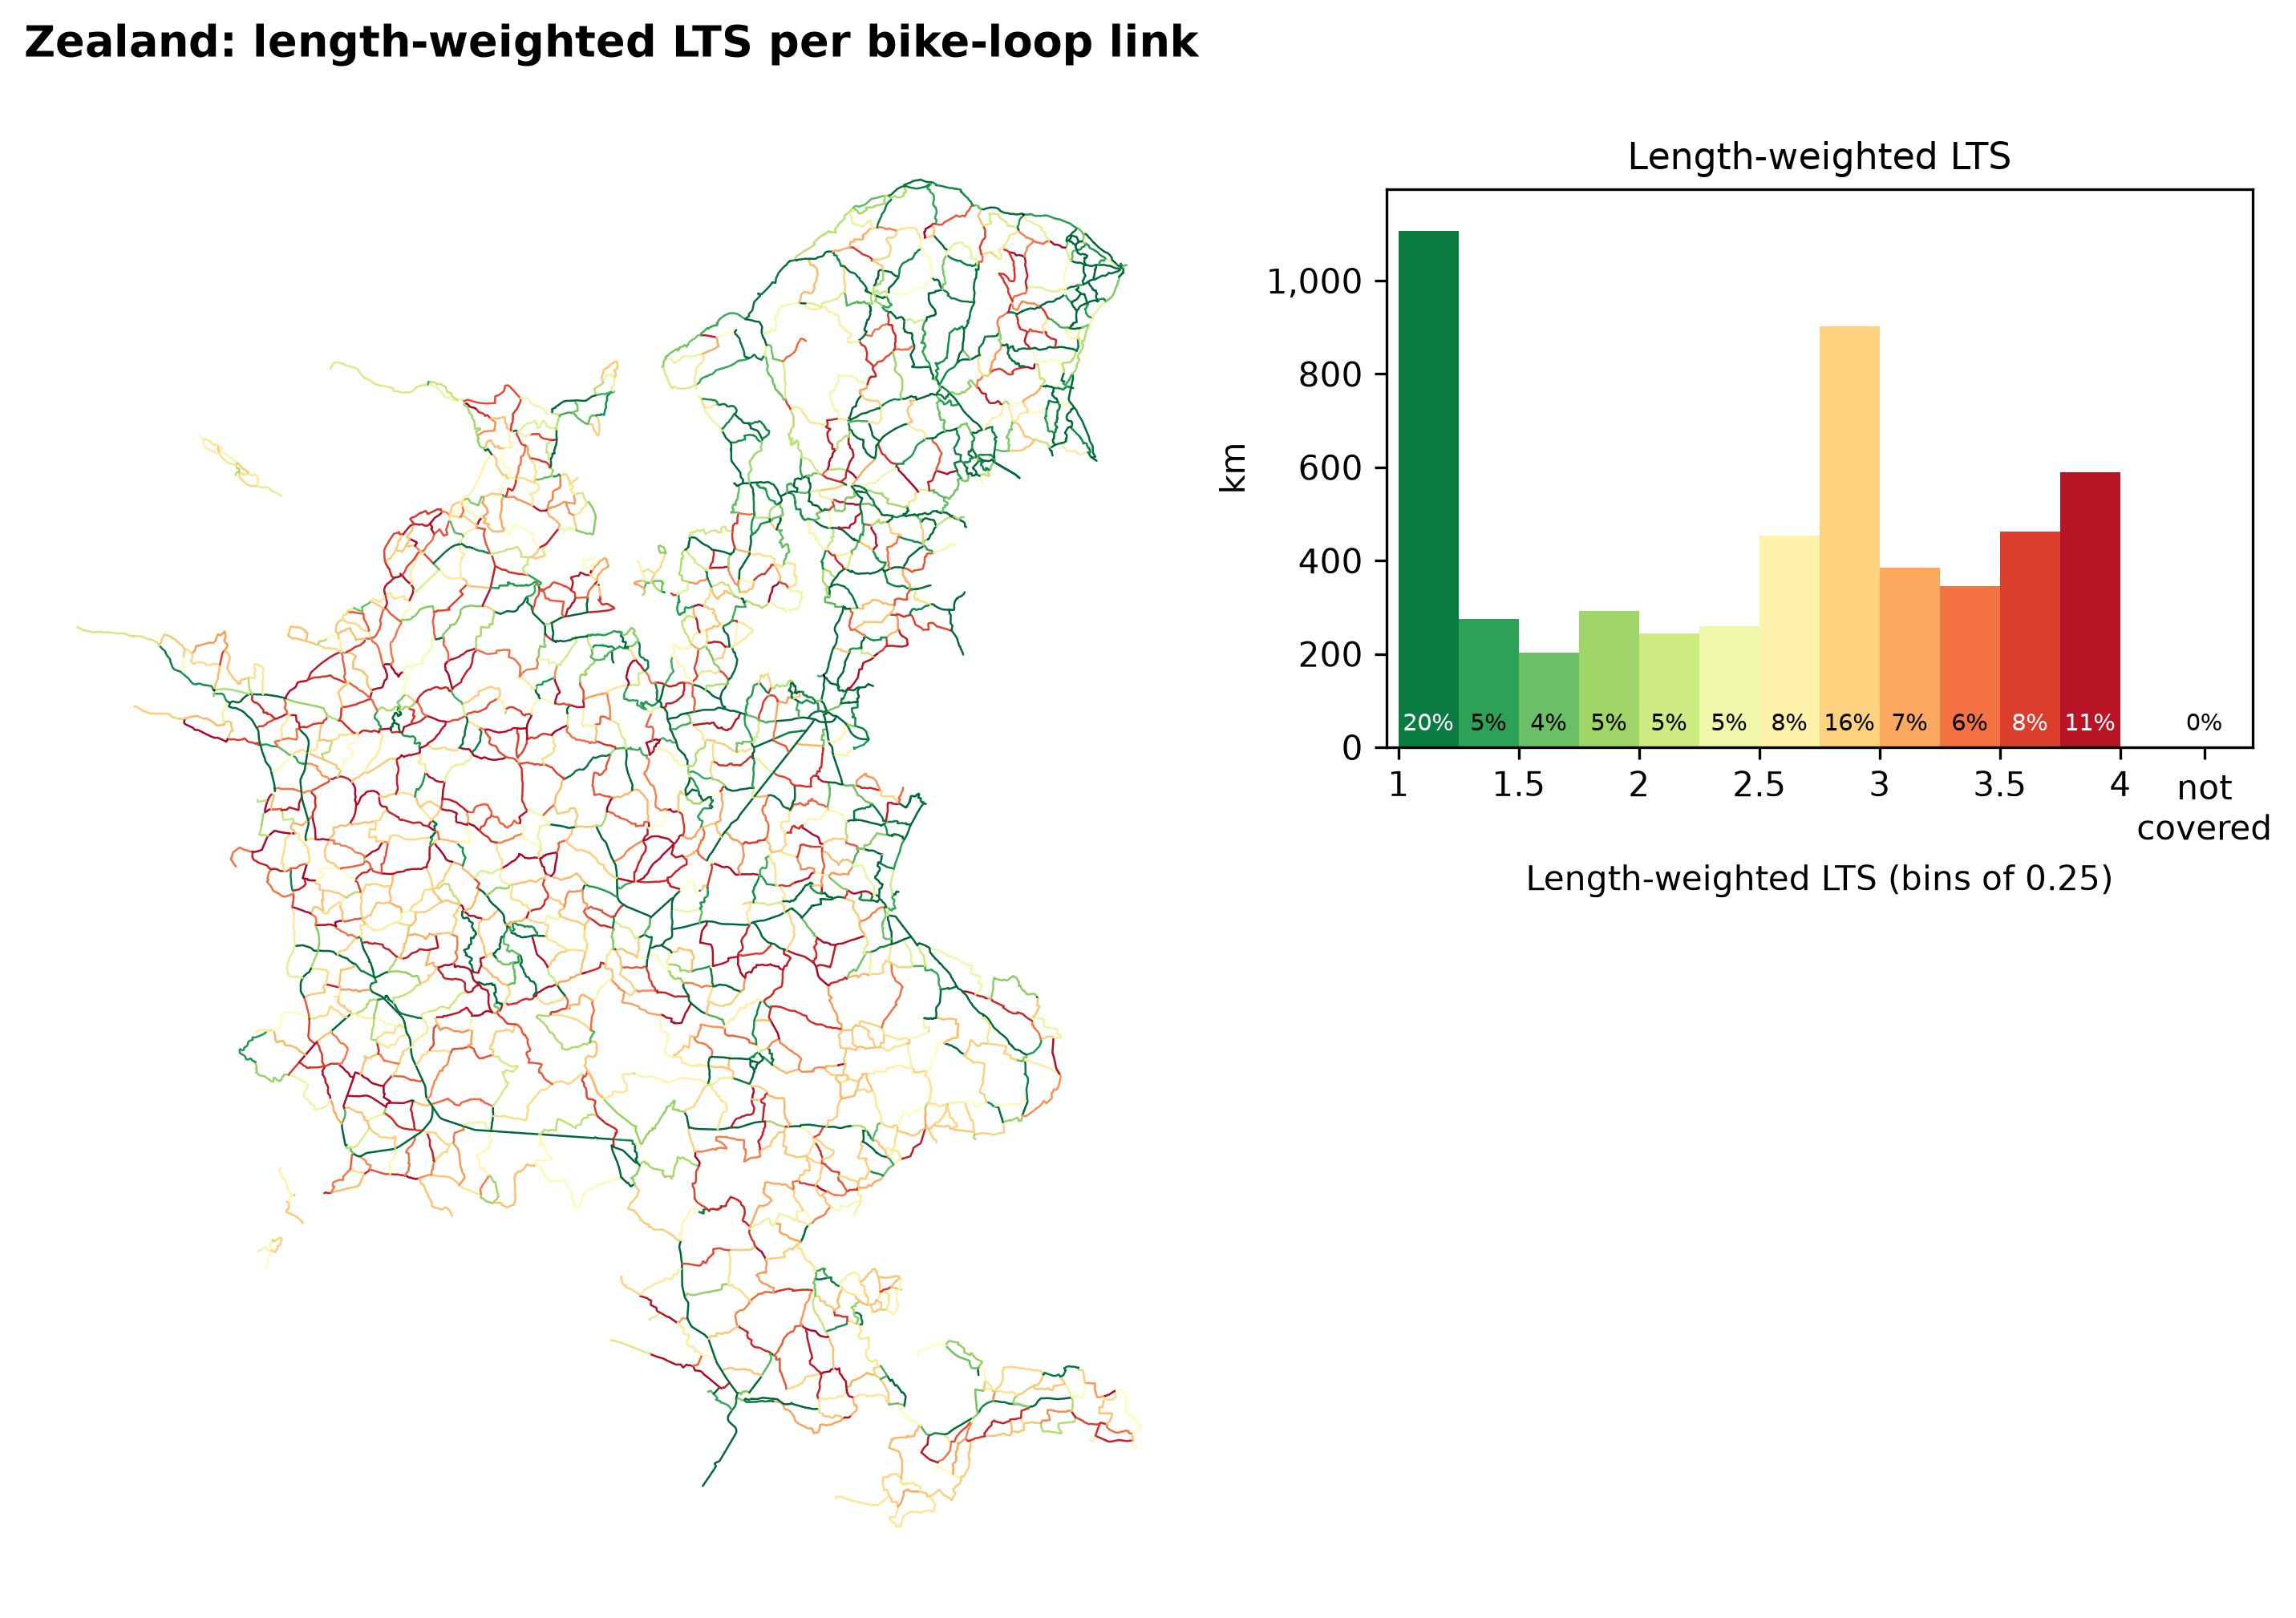 Zealand: length-weighted LTS per bike-loop link
Length-weighted LTS
km
1,000
800
600
400
200
0
20% 5% 4% 5% 5% 5% 8% 16% 7% 6% 8% 11% 0%
1 1.5 2 2.5 3 3.5 4 not
covered
Length-weighted LTS (bins of 0.25)